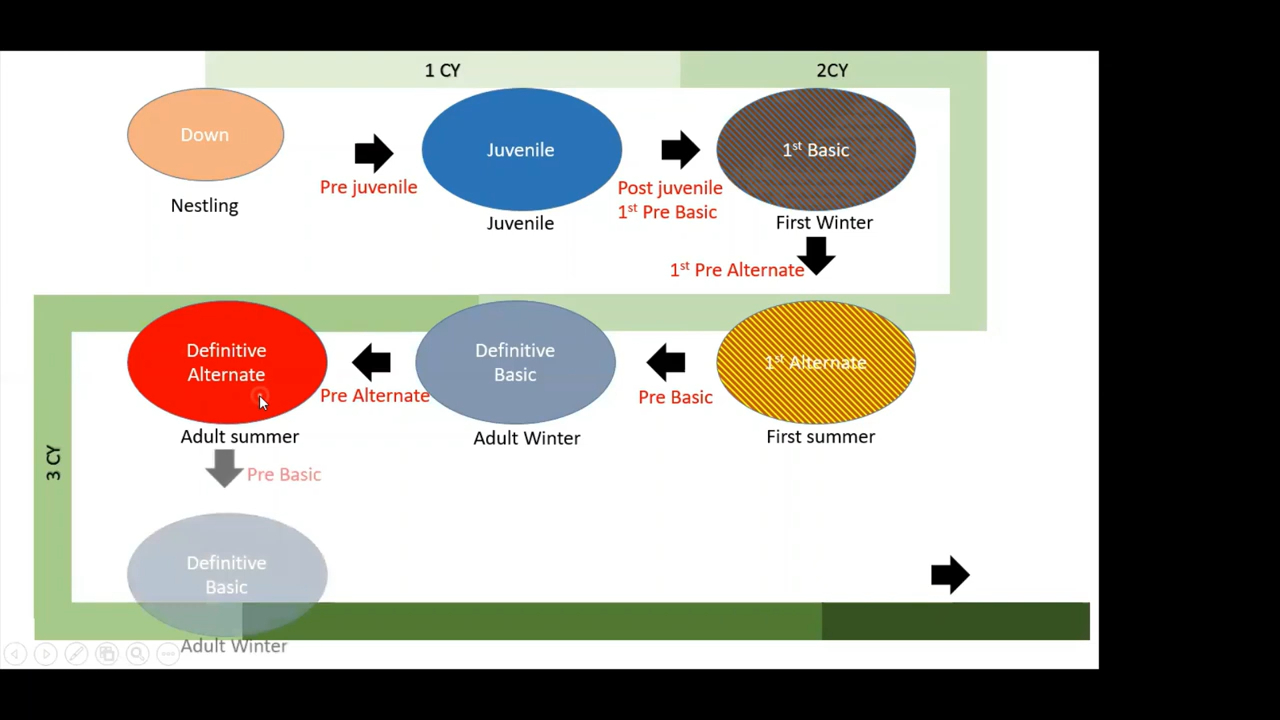 1 CY
2CY
Down
Juvenile
1st Basic
Pre juvenile
Post juvenile
1st Pre Basic
Nestling
Juvenile
First Winter
1st Pre Alternate
Definitive
Alternate
Definitive
Basic
1st Alternate
Pre Alternate
Pre Basic
Adult summer
Adult Winter
First summer
3 CY
Pre Basic
Definitive
Basic
Adult Winter